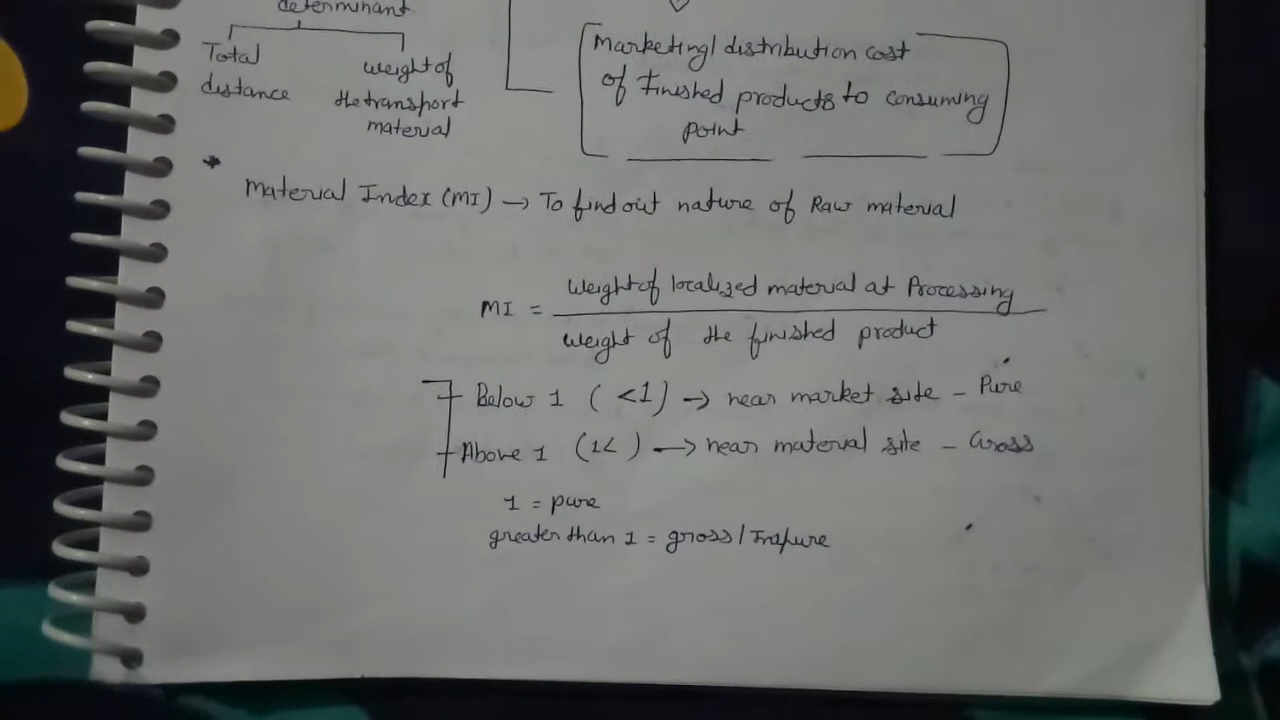 determinant
Total distance
weight of the transport material
Marketing/distribution cost
of Finished products to consuming
point
* Material Index (MI) → To find out nature of Raw material
MI = weight of localized material at Processing
weight of the finished product
Below 1 ( <1) → near market site - Pure
Above 1 (1< ) → near material site - Gross
1 = pure
greater than 1 = gross/Impure